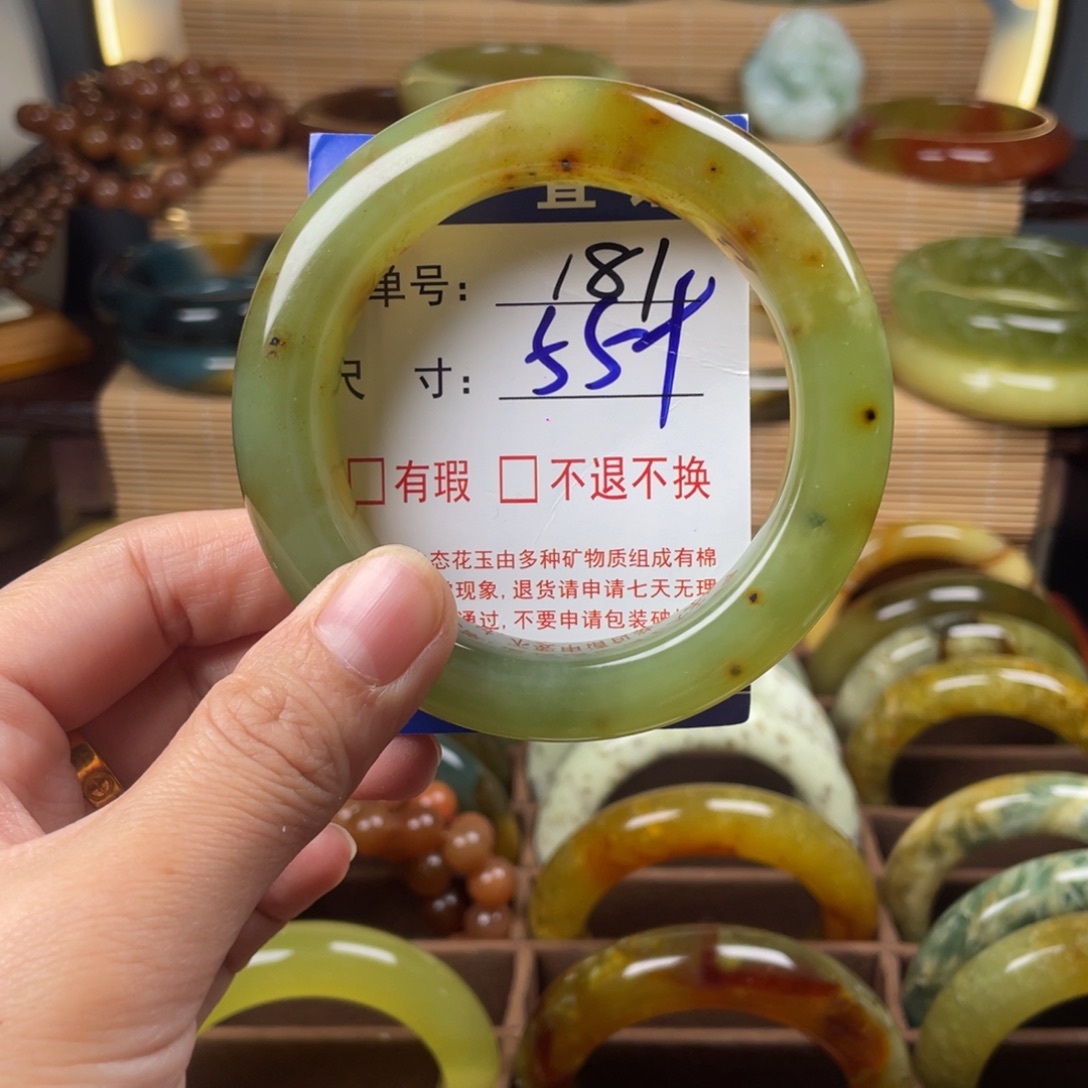 单号: 181
尺 寸: 554
有瑕 不退不换
态花玉由多种矿物质组成有棉
现象, 退货请申请七天无理
通过, 不要申请包装破